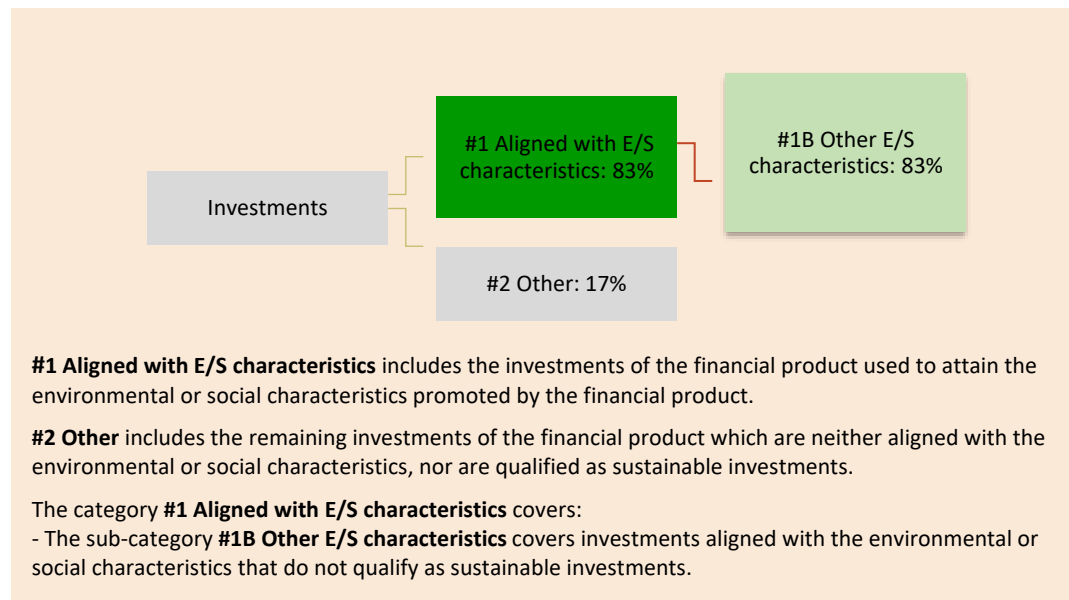 #1 Aligned with E/S
characteristics: 83%
#1B Other E/S
characteristics: 83%
Investments
#2 Other: 17%
#1 Aligned with E/S characteristics includes the investments of the financial product used to attain the
environmental or social characteristics promoted by the financial product.
#2 Other includes the remaining investments of the financial product which are neither aligned with the
environmental or social characteristics, nor are qualified as sustainable investments.
The category #1 Aligned with E/S characteristics covers:
- The sub-category #1B Other E/S characteristics covers investments aligned with the environmental or
social characteristics that do not qualify as sustainable investments.